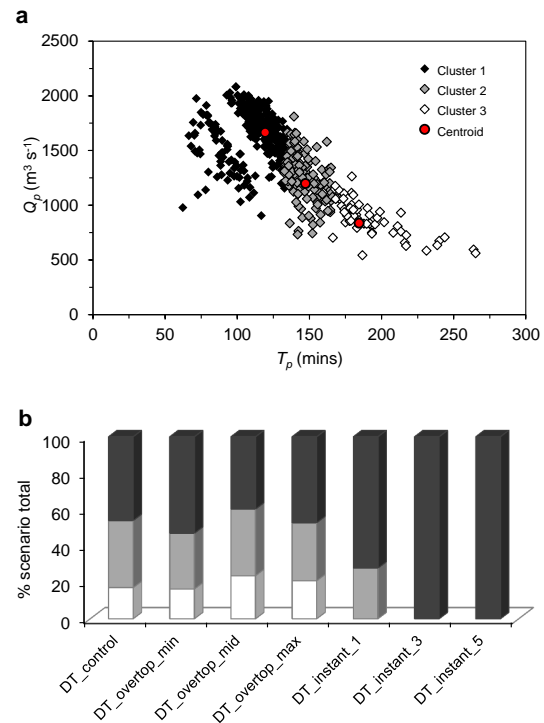 a
2500
2000
1500
1000
500
0
Qp (m³ s⁻¹)
0 50 100 150 200 250 300
Tp (mins)
Cluster 1
Cluster 2
Cluster 3
Centroid
b
100
80
60
40
20
0
% scenario total
DT_control
DT_overtop_min
DT_overtop_mid
DT_overtop_max
DT_instant_1
DT_instant_3
DT_instant_5